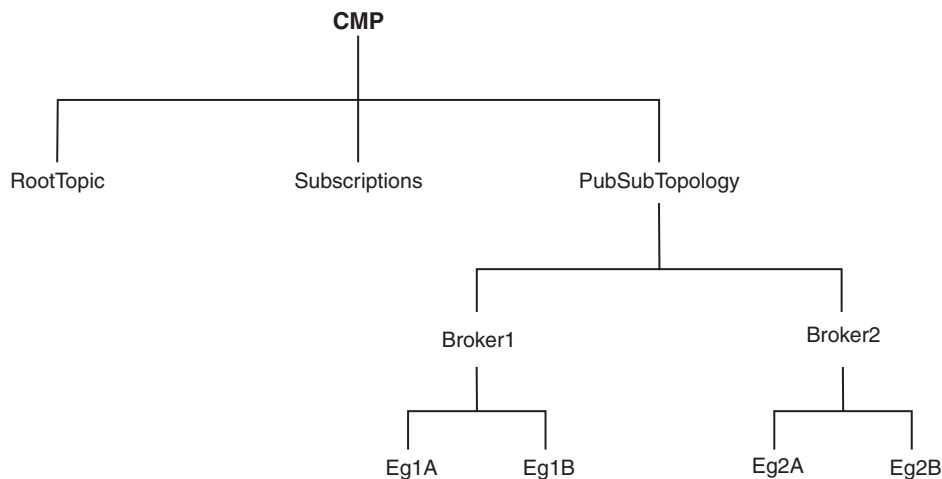 CMP
RootTopic
Subscriptions
PubSubTopology
Broker1
Broker2
Eg1A
Eg1B
Eg2A
Eg2B